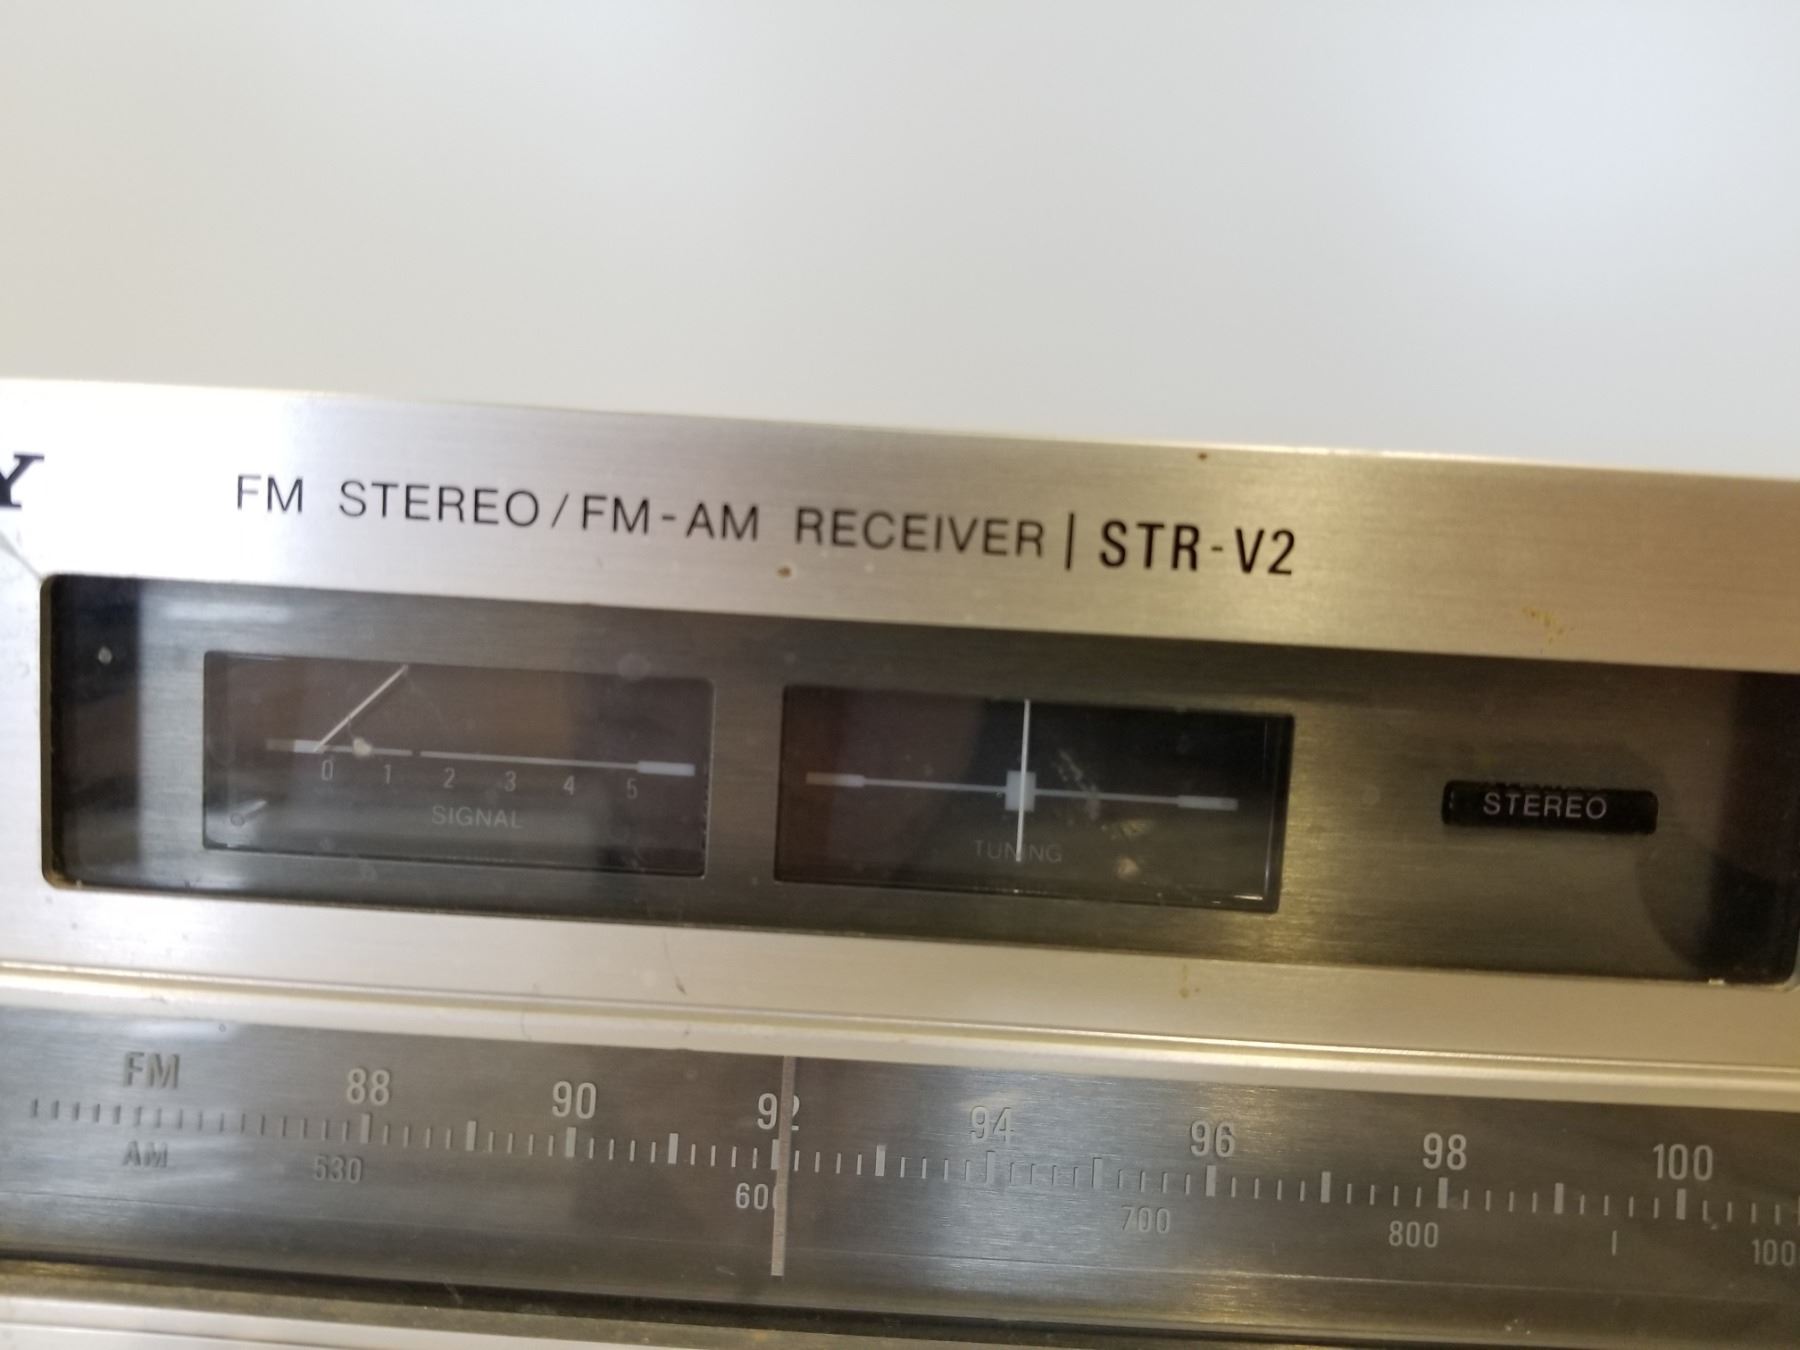 Y
FM STEREO/FM-AM RECEIVER | STR-V2
0 1 2 3 4 5
SIGNAL
TUNING
STEREO
FM 88 90 92 94 96 98 100
AM 530 600 700 800 100